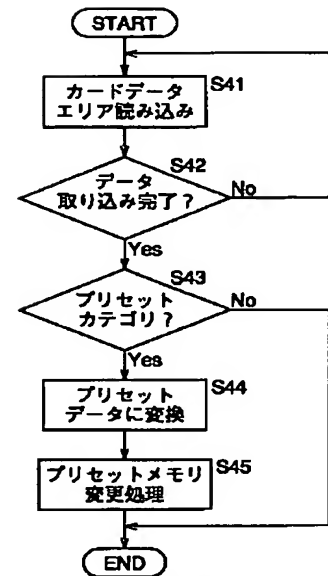 START
カードデータ
エリア読み込み
S41
データ
取り込み完了？
S42
No
Yes
プリセット
カテゴリ？
S43
No
Yes
プリセット
データに変換
S44
プリセットメモリ
変更処理
S45
END